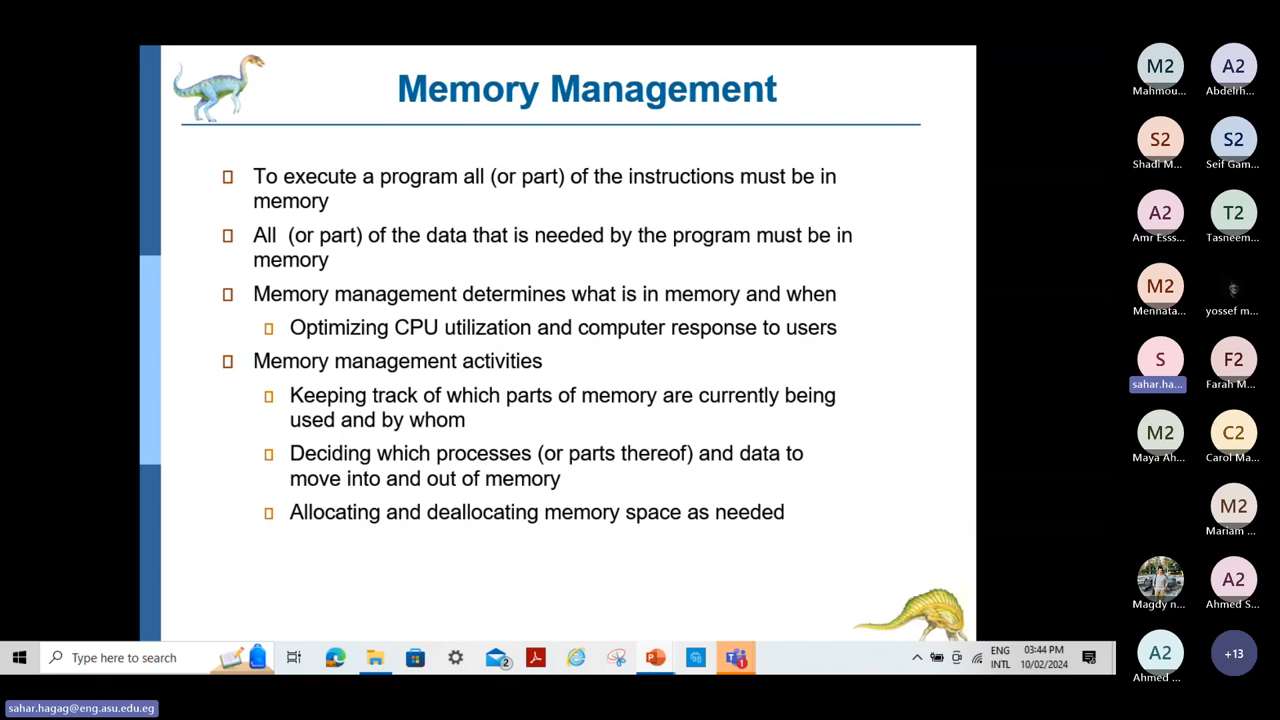 Memory Management
To execute a program all (or part) of the instructions must be in
memory
All (or part) of the data that is needed by the program must be in
memory
Memory management determines what is in memory and when
Optimizing CPU utilization and computer response to users
Memory management activities
Keeping track of which parts of memory are currently being
used and by whom
Deciding which processes (or parts thereof) and data to
move into and out of memory
Allocating and deallocating memory space as needed
M2
A2
Mahmou...
Abdelrh...
S2
S2
Shadi M...
Seif Gam...
A2
T2
Amr Esss...
Tasneem...
M2
Mennata...
yossef m...
S
F2
sahar.ha...
Farah M...
M2
C2
Maya Ah...
Carol Ma...
M2
Mariam ...
A2
Magdy n...
Ahmed S...
A2
+13
Ahmed ...
Type here to search
2
1
ENG
INTL
03:44 PM
10/02/2024
sahar.hagag@eng.asu.edu.eg